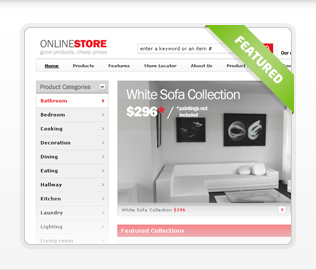 ONLINESTORE
good products, cheap prices
enter a keyword or an item #
FEATURED
Home Products Features Store Locator About Us
Product Categories
Bathroom
Bedroom
Cooking
Decoration
Dining
Eating
Hallway
Kitchen
Laundry
Lighting
Living room
White Sofa Collection
$296* / *paintings not
included
White Sofa Collection $296
Featured Collections